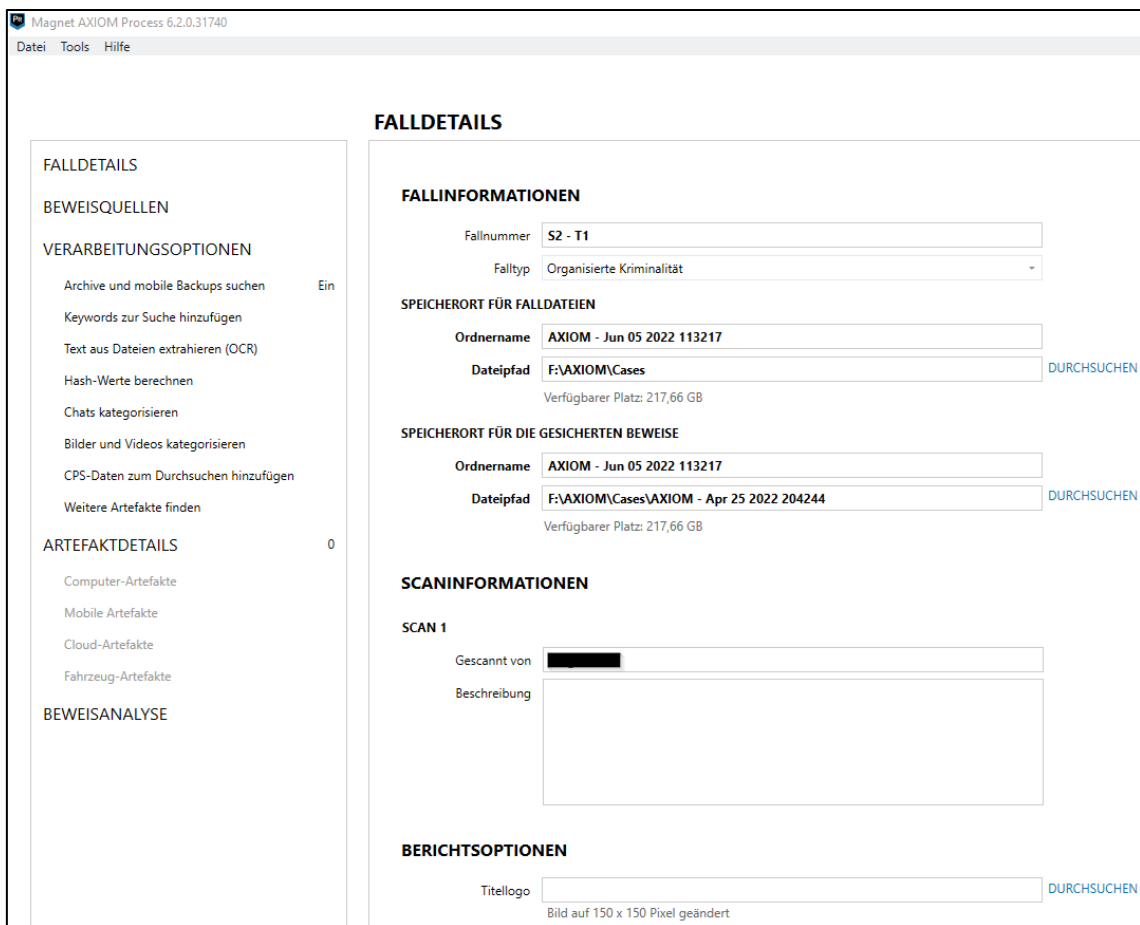 Magnet AXIOM Process 6.2.0.31740
Datei Tools Hilfe
FALLDETAILS
FALLDETAILS
BEWEISQUELLEN
VERARBEITUNGSOPTIONEN
Archive und mobile Backups suchen Ein
Keywords zur Suche hinzufügen
Text aus Dateien extrahieren (OCR)
Hash-Werte berechnen
Chats kategorisieren
Bilder und Videos kategorisieren
CPS-Daten zum Durchsuchen hinzufügen
Weitere Artefakte finden
ARTEFAKTDETAILS 0
Computer-Artefakte
Mobile Artefakte
Cloud-Artefakte
Fahrzeug-Artefakte
BEWEISANALYSE
FALLINFORMATIONEN
Fallnummer S2 - T1
Falltyp Organisierte Kriminalität
SPEICHERORT FÜR FALLDATEIEN
Ordnername AXIOM - Jun 05 2022 113217
Dateipfad F:\AXIOM\Cases DURCHSUCHEN
Verfügbarer Platz: 217,66 GB
SPEICHERORT FÜR DIE GESICHERTEN BEWEISE
Ordnername AXIOM - Jun 05 2022 113217
Dateipfad F:\AXIOM\Cases\AXIOM - Apr 25 2022 204244 DURCHSUCHEN
Verfügbarer Platz: 217,66 GB
SCANINFORMATIONEN
SCAN 1
Gescannt von
Beschreibung
BERICHTSOPTIONEN
Titellogo DURCHSUCHEN
Bild auf 150 x 150 Pixel geändert